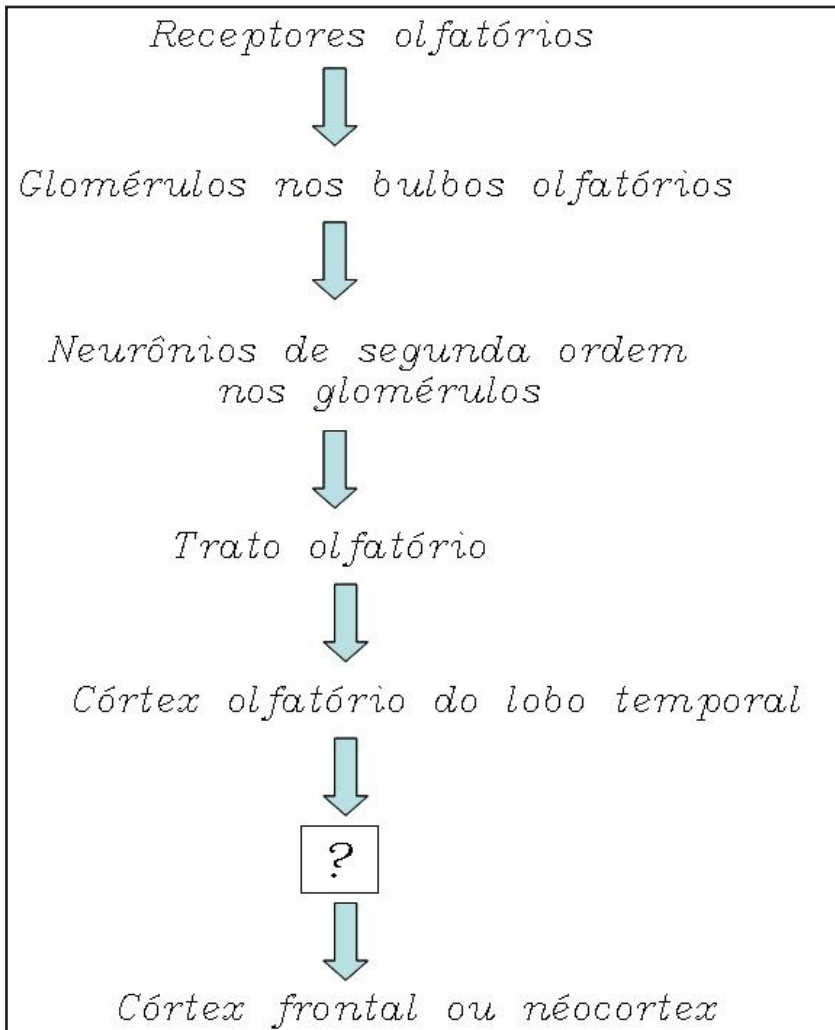 Receptores olfatórios
Glomérulos nos bulbos olfatórios
Neurônios de segunda ordem
nos glomérulos
Trato olfatório
Córtex olfatório do lobo temporal
?
Córtex frontal ou néocortex